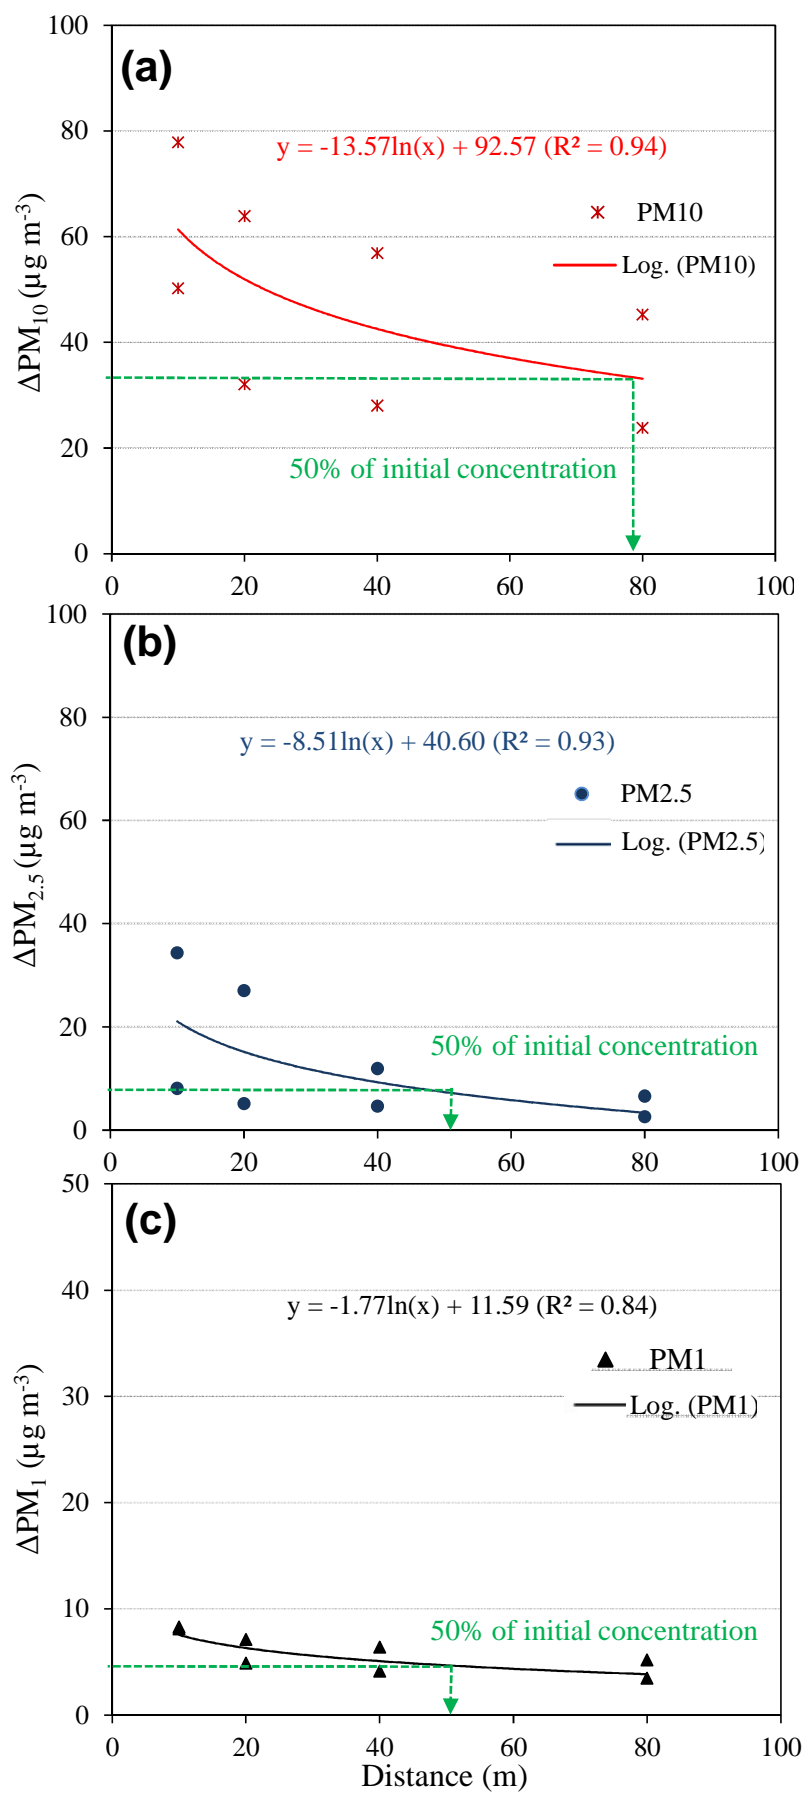 100
(a)
80
y = -13.57ln(x) + 92.57 (R² = 0.94)
PM10
60
Log. (PM10)
ΔPM10 (µg m-3)
40
20
50% of initial concentration
0
0 20 40 60 80 100
100
(b)
80
y = -8.51ln(x) + 40.60 (R² = 0.93)
PM2.5
60
Log. (PM2.5)
ΔPM2.5 (µg m-3)
40
20
50% of initial concentration
0
0 20 40 60 80 100
50
(c)
40
y = -1.77ln(x) + 11.59 (R² = 0.84)
PM1
30
Log. (PM1)
ΔPM1 (µg m-3)
20
10
50% of initial concentration
0
0 20 40 60 80 100
Distance (m)